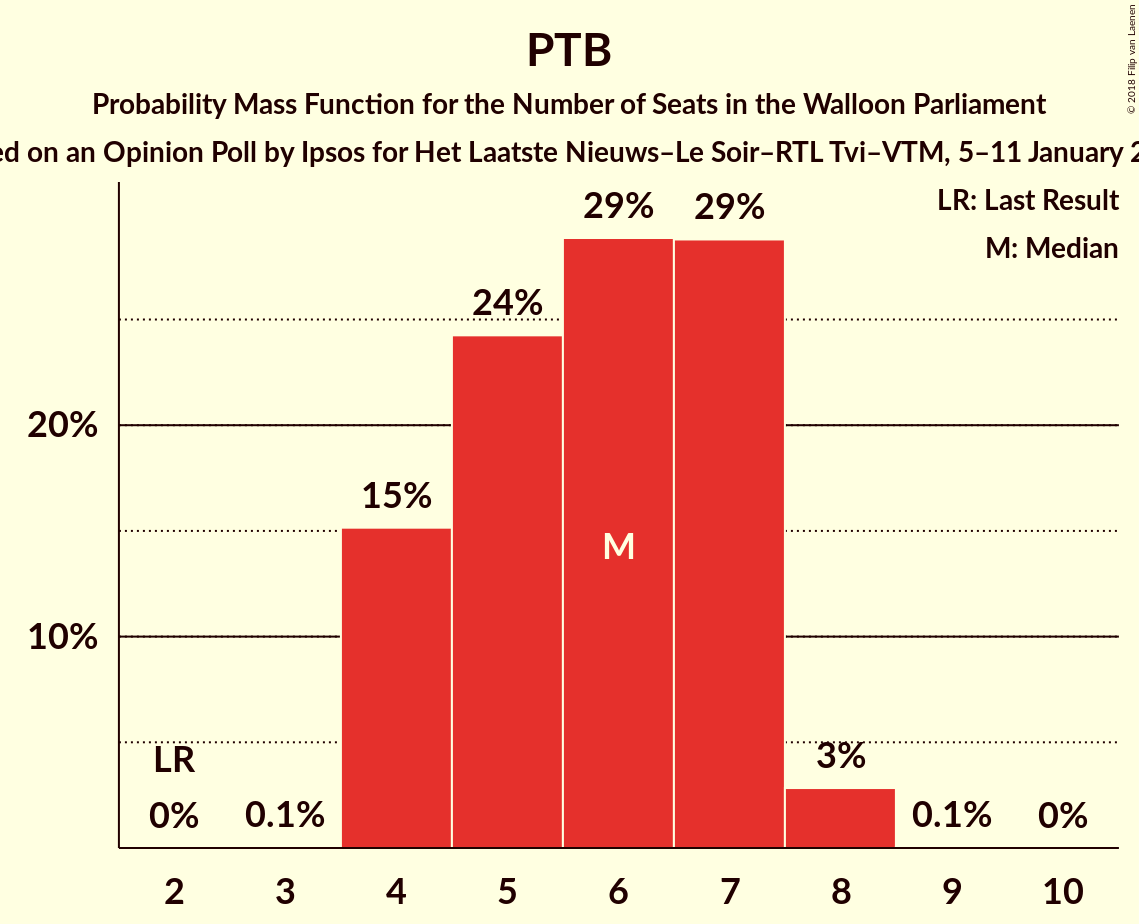 PTB
Probability Mass Function for the Number of Seats in the Walloon Parliament
on an Opinion Poll by Ipsos for Het Laatste Nieuws–Le Soir–RTL Tvi–VTM, 5–11 January
© 2018 Filip van Laenen
LR: Last Result
M: Median
29%
29%
24%
20%
15%
M
10%
LR
3%
0%
0.1%
0.1%
0%
2 3 4 5 6 7 8 9 10